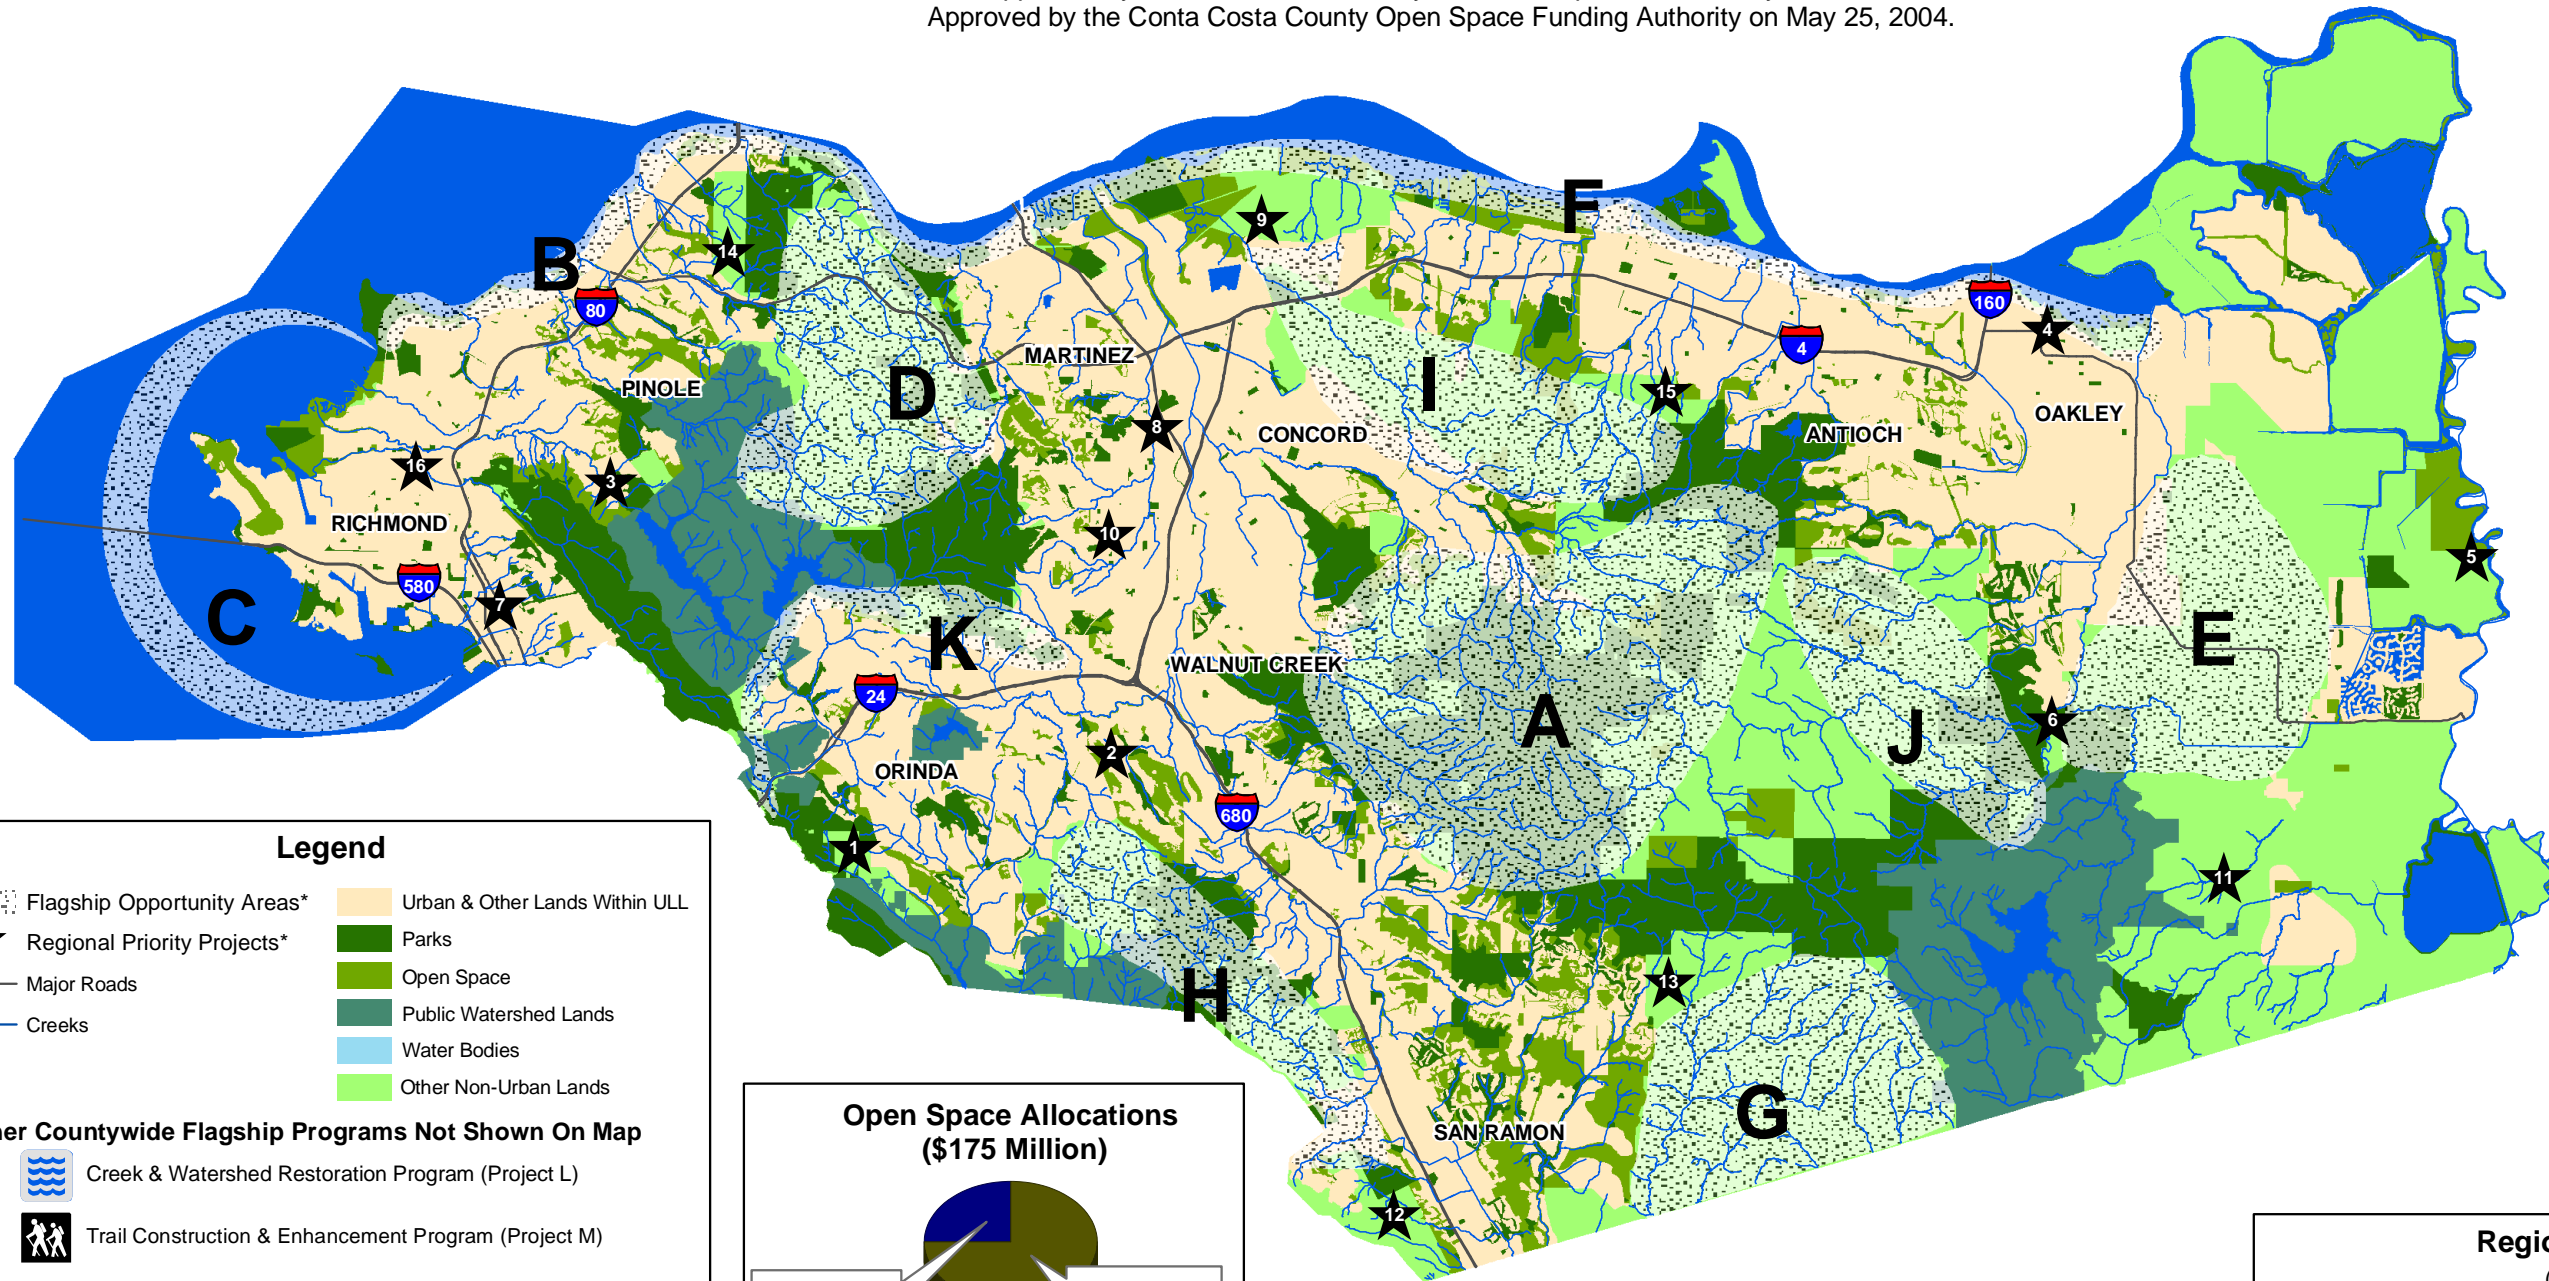 Approved by the Conta Costa County Open Space Funding Authority on May 25, 2004.
F
9
B
14
80
160
4
4
MARTINEZ
D
PINOLE
I
15
8
CONCORD
ANTIOCH
OAKLEY
16
3
RICHMOND
10
5
580
7
C
K
E
WALNUT CREEK
24
A
J
6
2
ORINDA
680
1
11
13
H
G
SAN RAMON
12
Legend
Flagship Opportunity Areas*
Regional Priority Projects*
Major Roads
Creeks
Urban & Other Lands Within ULL
Parks
Open Space
Public Watershed Lands
Water Bodies
Other Non-Urban Lands
Countywide Flagship Programs Not Shown On Map
Creek & Watershed Restoration Program (Project L)
Trail Construction & Enhancement Program (Project M)
Open Space Allocations
($175 Million)